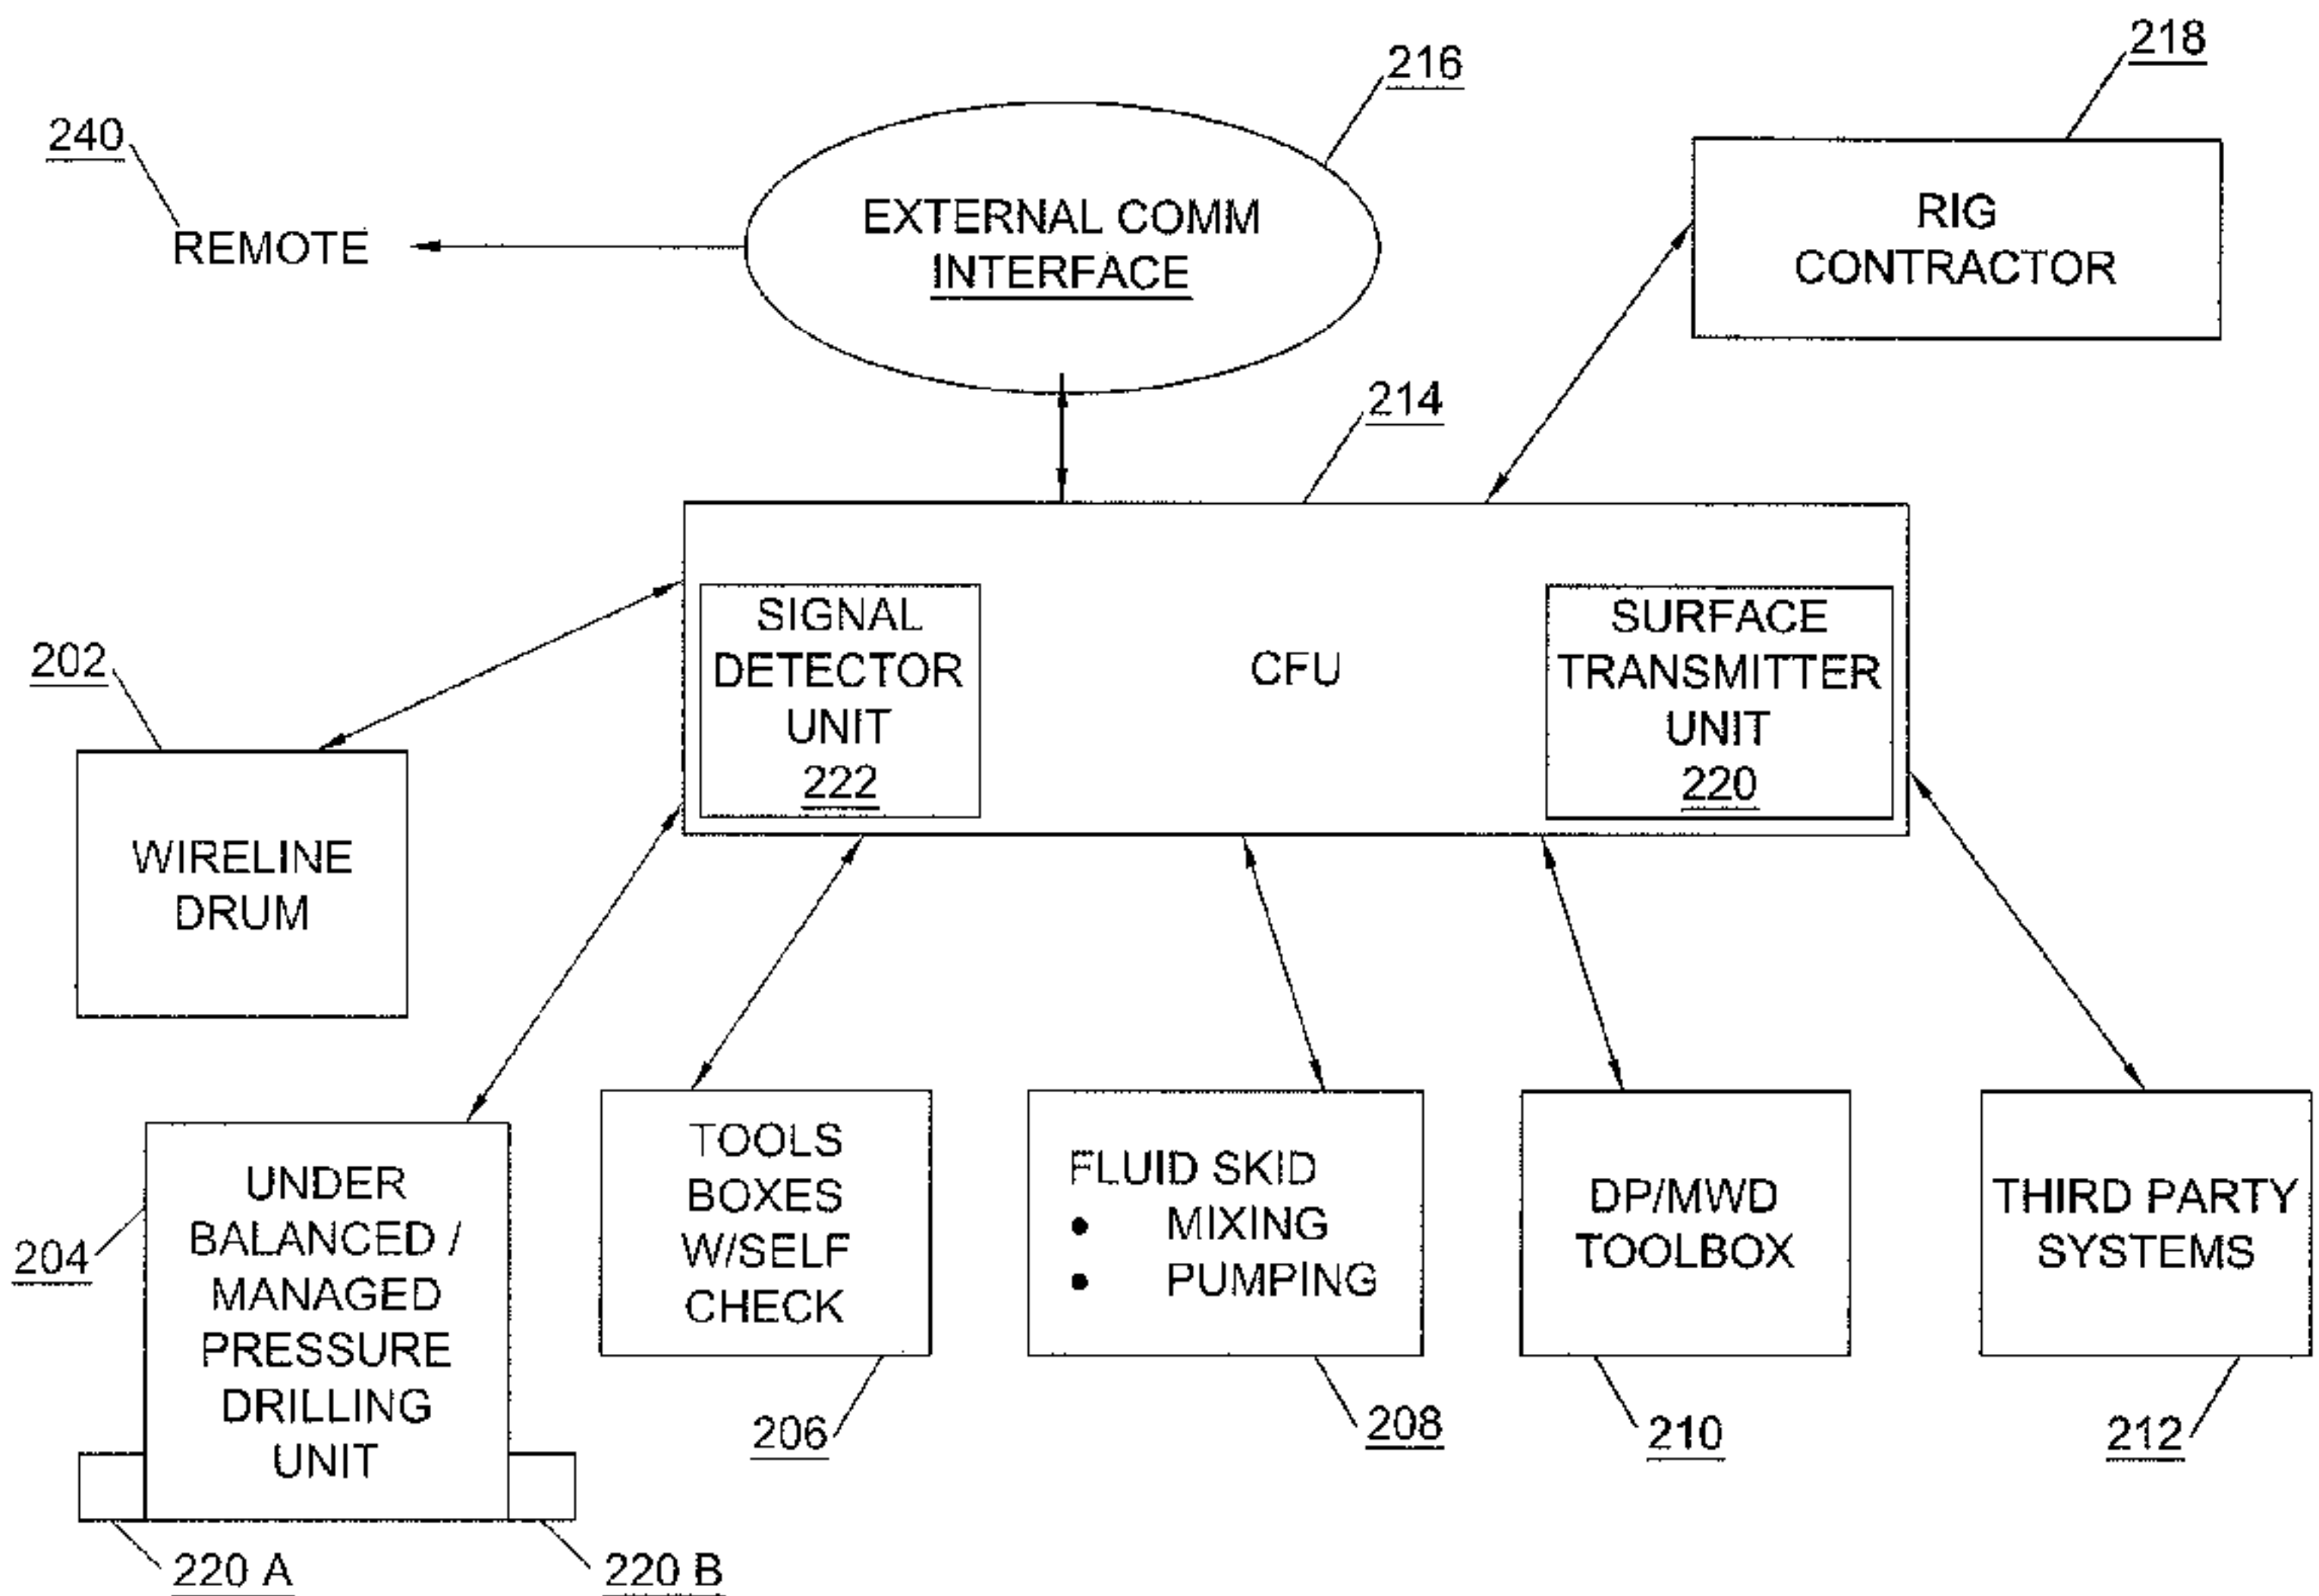 218
216
240
EXTERNAL COMM
INTERFACE
RIG
CONTRACTOR
REMOTE
214
SIGNAL
DETECTOR
UNIT
222
CFU
SURFACE
TRANSMITTER
UNIT
220
202
WIRELINE
DRUM
204
UNDER
BALANCED /
MANAGED
PRESSURE
DRILLING
UNIT
TOOLS
BOXES
W/SELF
CHECK
FLUID SKID
• MIXING
• PUMPING
DP/MWD
TOOLBOX
THIRD PARTY
SYSTEMS
206
208
210
212
220 A
220 B